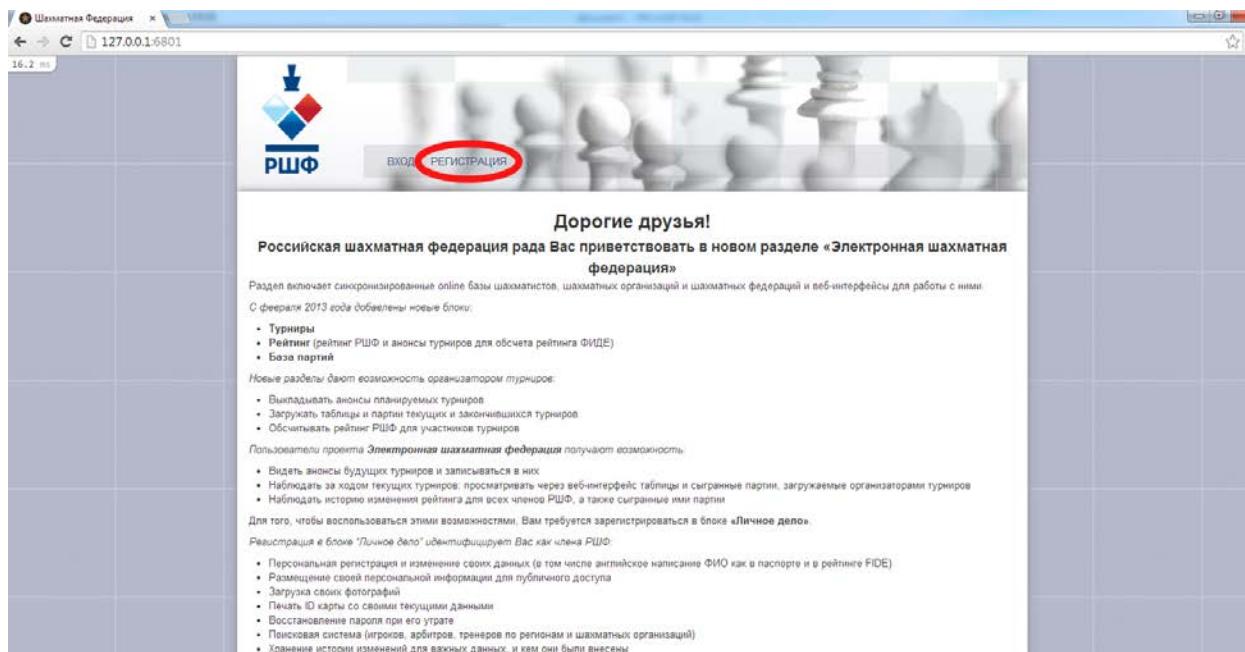 Шахматная Федерация
127.0.0.1:6801
16.2 ms
РШФ
ВХОД РЕГИСТРАЦИЯ
Дорогие друзья!
Российская шахматная федерация рада Вас приветствовать в новом разделе «Электронная шахматная
федерация»
Раздел включает синхронизированные online базы шахматистов, шахматных организаций и шахматных федераций и веб-интерфейсы для работы с ними.
С февраля 2013 года добавлены новые блоки:
• Турниры
• Рейтинг (рейтинг РШФ и анонсы турниров для обсчета рейтинга ФИДЕ)
• База партий
Новые разделы дают возможность организатором турниров:
• Выкладывать анонсы планируемых турниров
• Загружать таблицы и партии текущих и закончившихся турниров
• Обсчитывать рейтинг РШФ для участников турниров
Пользователи проекта Электронная шахматная федерация получают возможность
• Видеть анонсы будущих турниров и записываться в них
• Наблюдать за ходом текущих турниров: просматривать через веб-интерфейс таблицы и сыгранные партии, загружаемые организаторами турниров
• Наблюдать историю изменения рейтинга для всех членов РШФ, а также сыгранные ими партии
Для того, чтобы воспользоваться этими возможностями, Вам требуется зарегистрироваться в блоке «Личное дело».
Регистрация в блоке "Личное дело" идентифицирует Вас как члена РШФ:
• Персональная регистрация и изменение своих данных (в том числе английское написание ФИО как в паспорте и в рейтинге FIDE)
• Размещение своей персональной информации для публичного доступа
• Загрузка своих фотографий
• Печать ID карты со своими текущими данными
• Восстановление пароля при его утрате
• Поисковая система (игроков, арбитров, тренеров по регионам и шахматных организаций)
• Хранение истории изменений для важных данных, и кем они были внесены